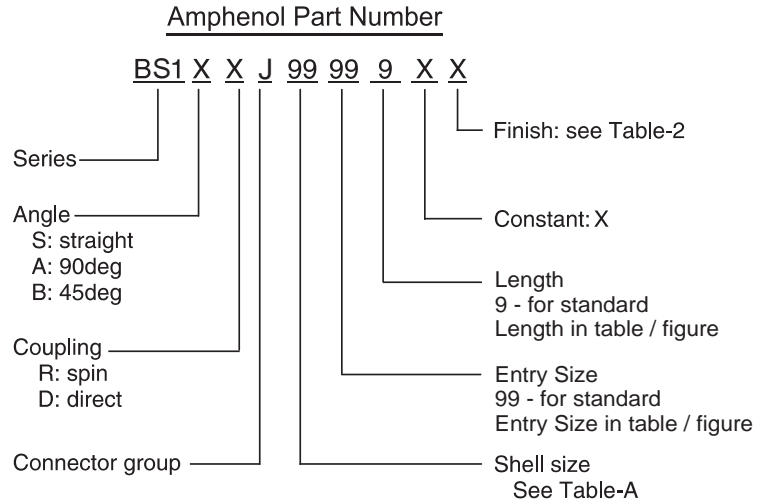 Amphenol Part Number
BS1 X X J 99 99 9 X X
Finish: see Table-2
Series
Angle
S: straight
A: 90deg
B: 45deg
Constant: X
Length
9 - for standard
Length in table / figure
Coupling
R: spin
D: direct
Entry Size
99 - for standard
Entry Size in table / figure
Connector group
Shell size
See Table-A